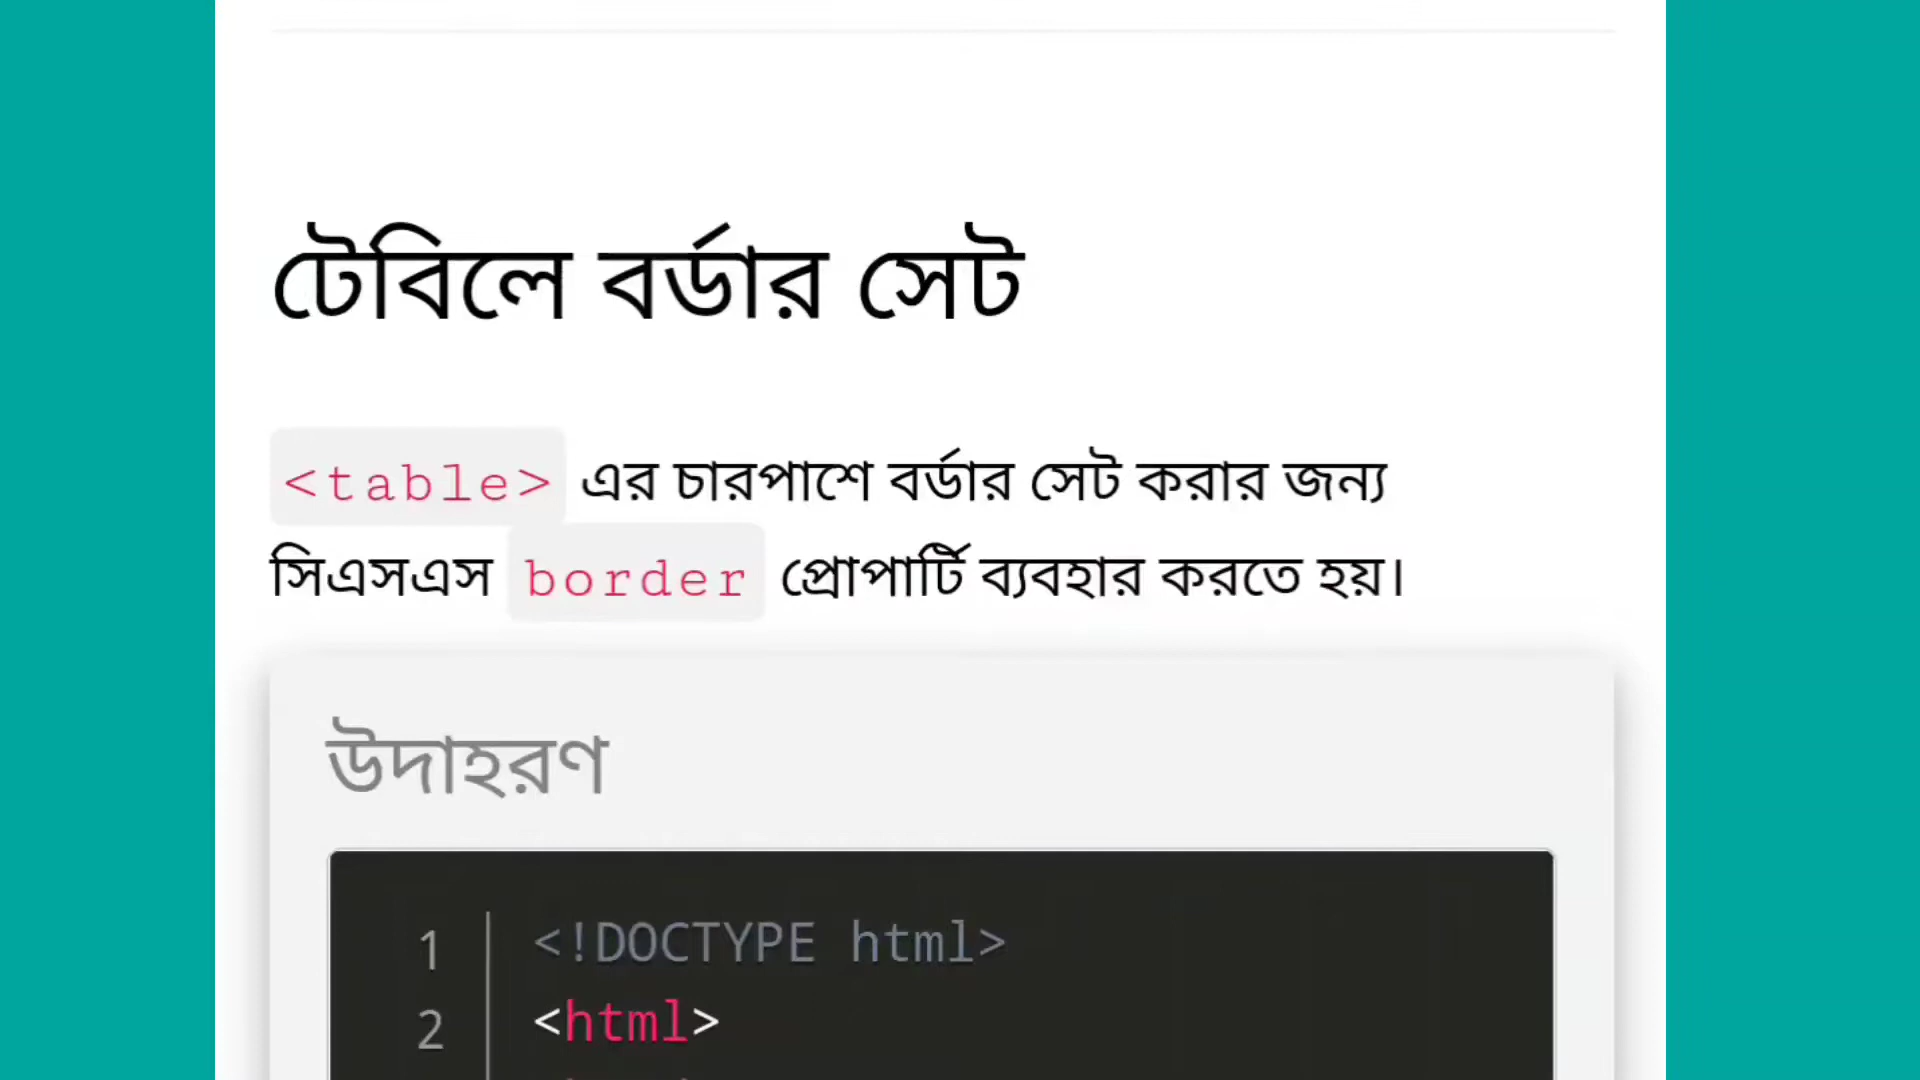 টেবিলে বর্ডার সেট
<table> এর চারপাশে বর্ডার সেট করার জন্য
সিএসএস border প্রোপার্টি ব্যবহার করতে হয়।
উদাহরণ
1 <!DOCTYPE html>
2 <html>